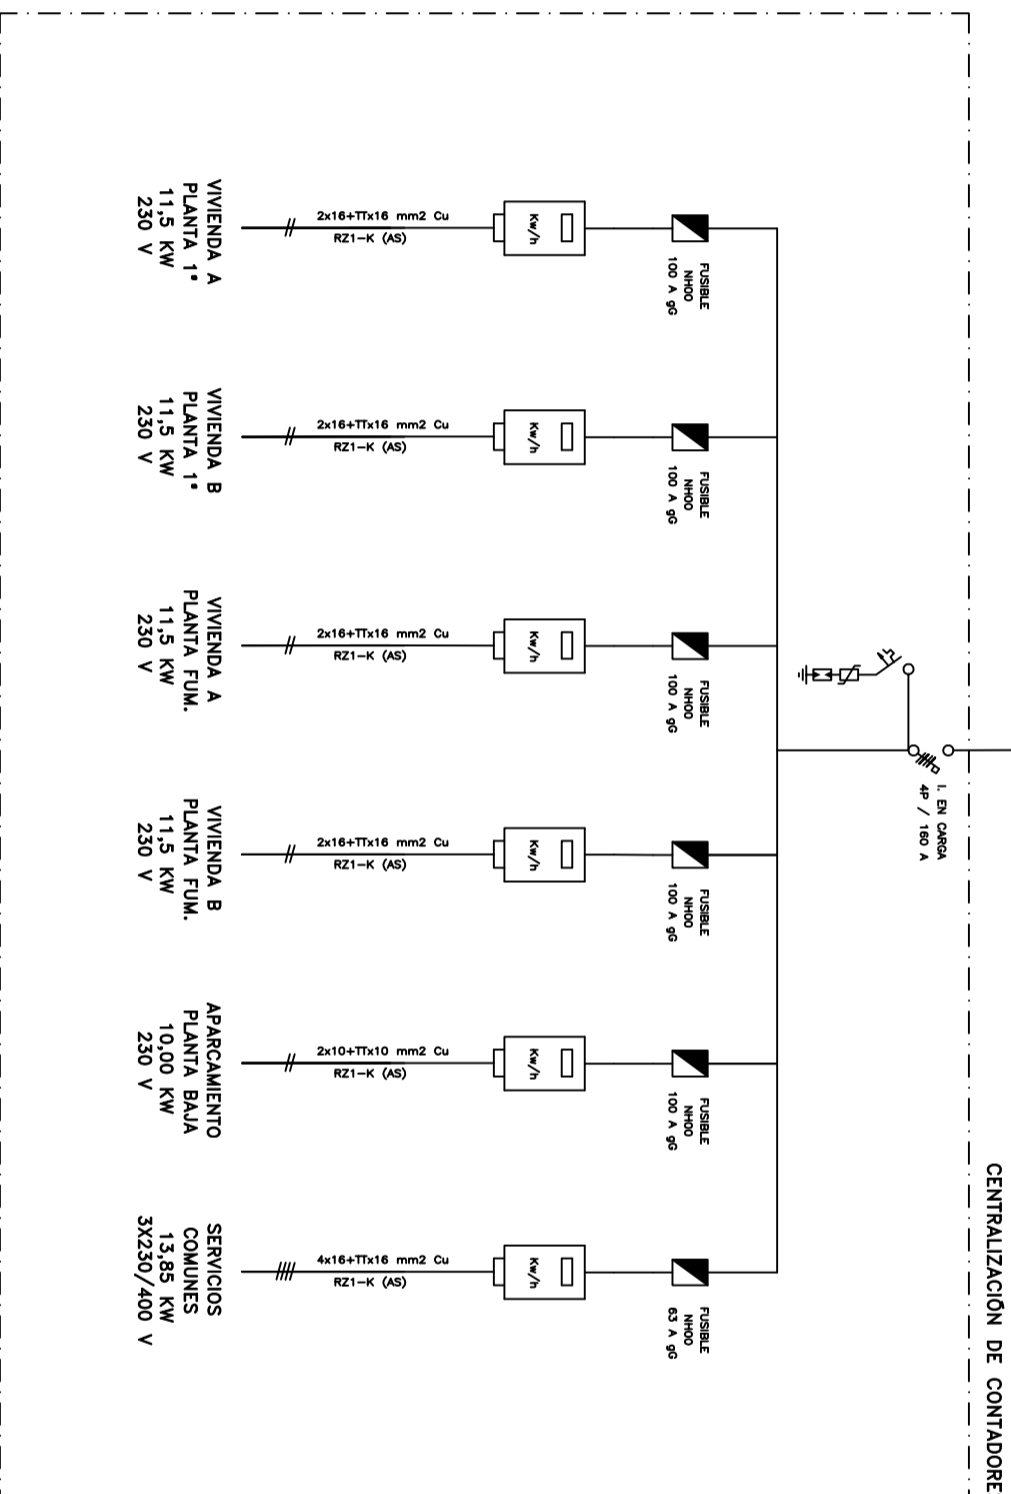 CENTRALIZACIÓN DE CONTADORE
I. EN CARGA
4P / 160 A
FUSIBLE
NH00
100 A gG
Kw/h
2x16+TTx16 mm2 Cu
RZ1-K (AS)
VIVIENDA A
PLANTA 1ª
11,5 KW
230 V
FUSIBLE
NH00
100 A gG
Kw/h
2x16+TTx16 mm2 Cu
RZ1-K (AS)
VIVIENDA B
PLANTA 1ª
11,5 KW
230 V
FUSIBLE
NH00
100 A gG
Kw/h
2x16+TTx16 mm2 Cu
RZ1-K (AS)
VIVIENDA A
PLANTA FUM.
11,5 KW
230 V
FUSIBLE
NH00
100 A gG
Kw/h
2x16+TTx16 mm2 Cu
RZ1-K (AS)
VIVIENDA B
PLANTA FUM.
11,5 KW
230 V
FUSIBLE
NH00
100 A gG
Kw/h
2x10+TTx10 mm2 Cu
RZ1-K (AS)
APARCAMIENTO
PLANTA BAJA
10,00 KW
230 V
FUSIBLE
NH00
63 A gG
Kw/h
4x16+TTx16 mm2 Cu
RZ1-K (AS)
SERVICIOS
COMUNES
13,85 KW
3X230/400 V